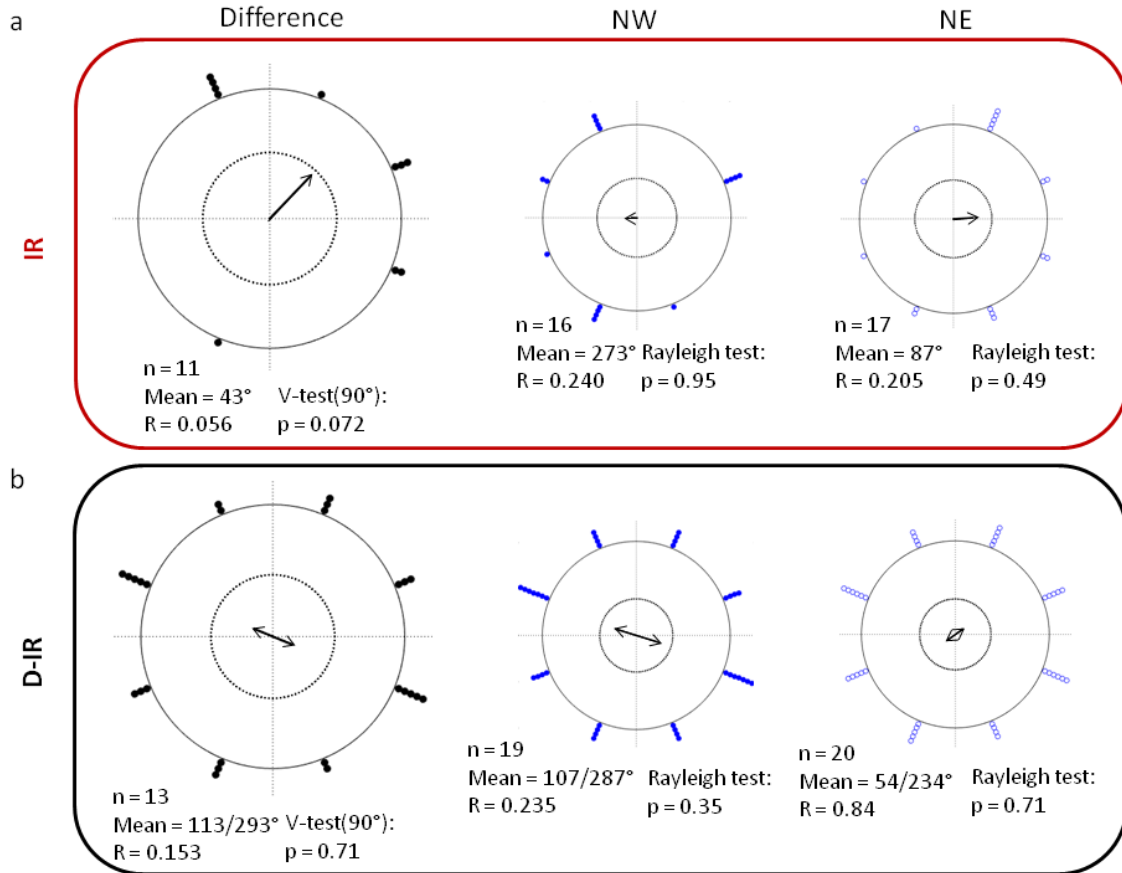 a
Difference
NW
NE
IR
n = 11
Mean = 43°
R = 0.056
V-test(90°):
p = 0.072
n = 16
Mean = 273°
R = 0.240
Rayleigh test:
p = 0.95
n = 17
Mean = 87°
R = 0.205
Rayleigh test:
p = 0.49
b
D-IR
n = 13
Mean = 113/293°
R = 0.153
V-test(90°):
p = 0.71
n = 19
Mean = 107/287°
R = 0.235
Rayleigh test:
p = 0.35
n = 20
Mean = 54/234°
R = 0.84
Rayleigh test:
p = 0.71